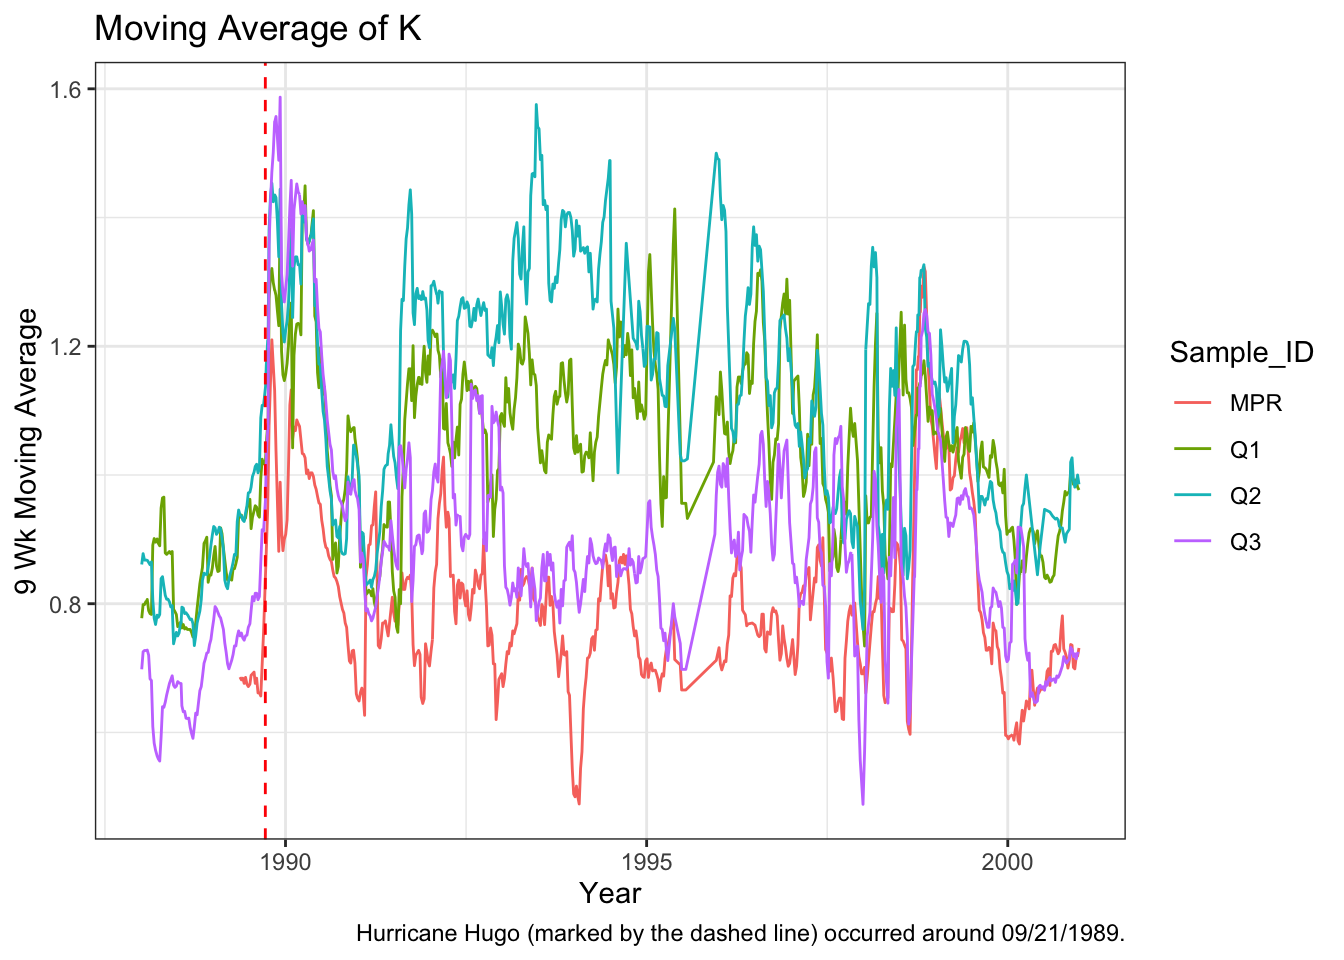 Moving Average of K
1.6
1.2
0.8
9 Wk Moving Average
1990
1995
2000
Year
Sample_ID
MPR
Q1
Q2
Q3
Hurricane Hugo (marked by the dashed line) occurred around 09/21/1989.